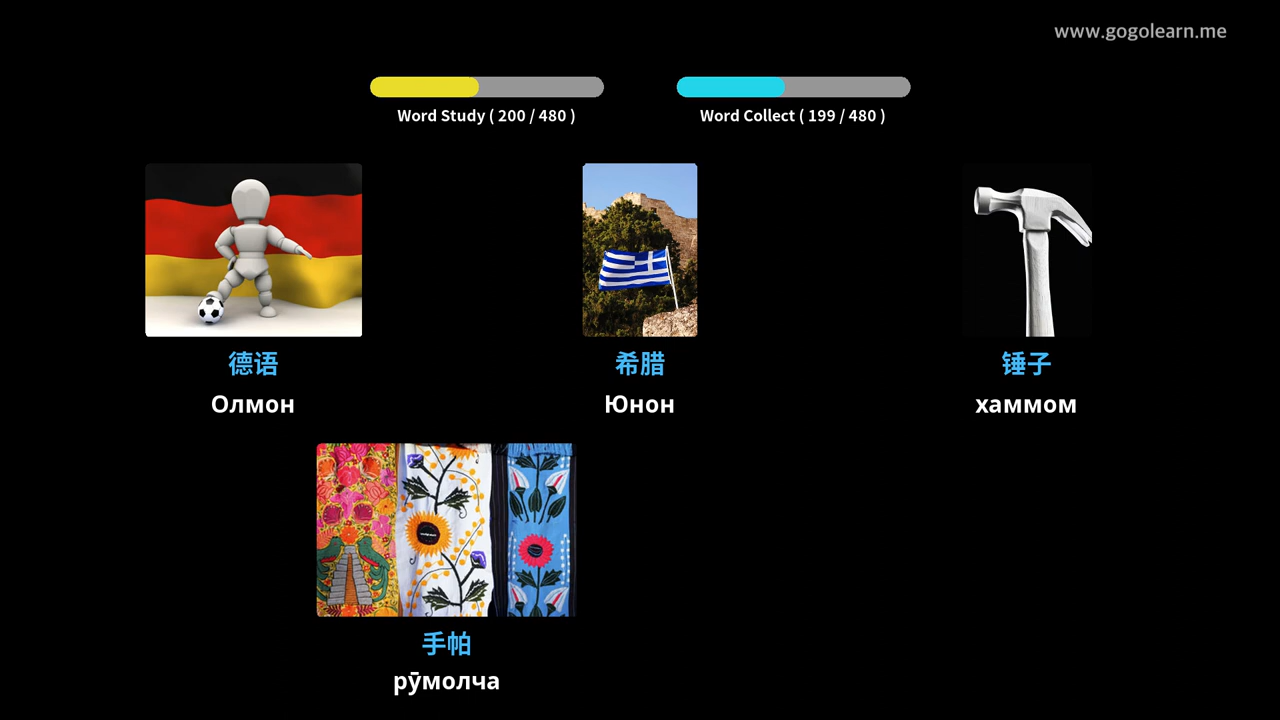 www.gogolearn.me
Word Study ( 200 / 480 )
Word Collect ( 199 / 480 )
德语
Олмон
希腊
Юнон
锤子
хаммом
手帕
рӯмолча